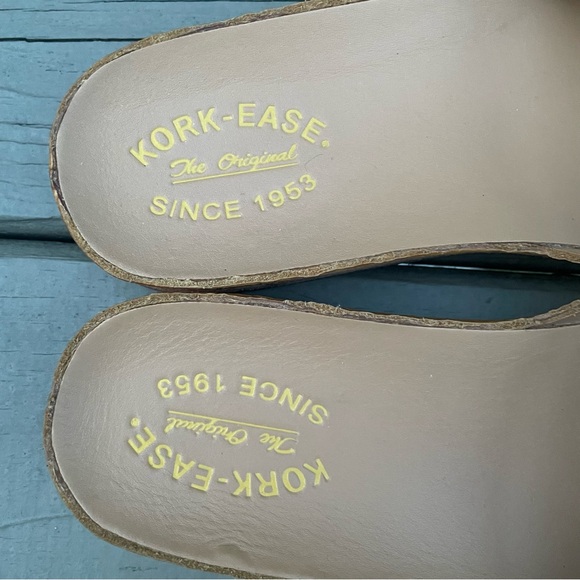 KORK-EASE®
The Original
SINCE 1953
KORK-EASE®
The Original
SINCE 1953